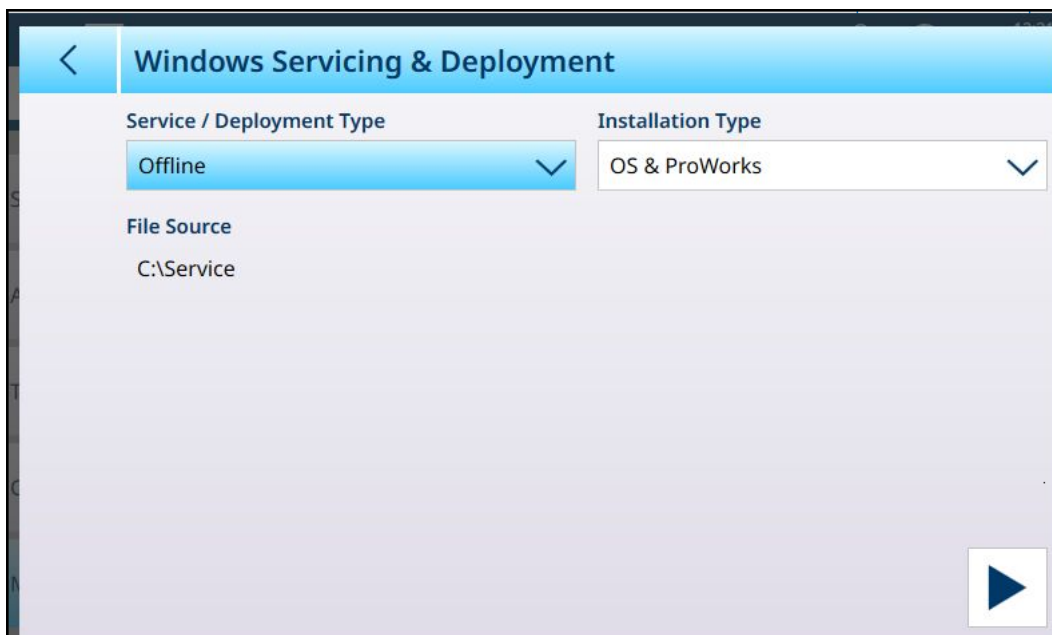 Windows Servicing & Deployment
Service / Deployment Type
Installation Type
Offline
OS & ProWorks
File Source
C:\Service